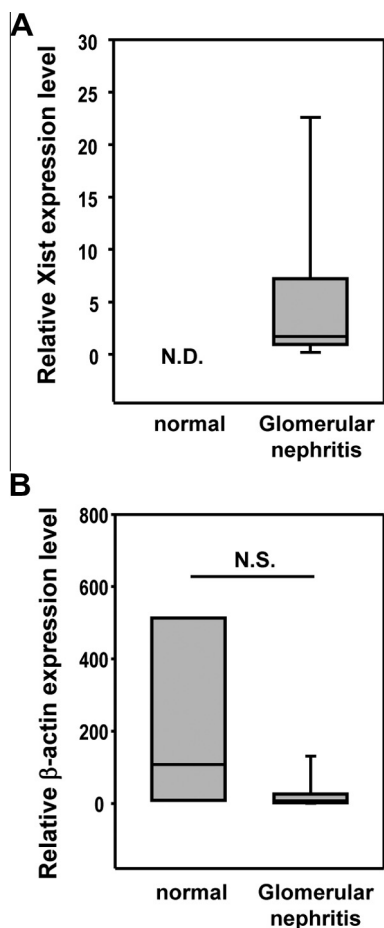 A
Relative Xist expression level
30
25
20
15
10
5
0
N.D.
normal
Glomerular
nephritis
B
Relative β-actin expression level
800
600
400
200
0
N.S.
normal
Glomerular
nephritis